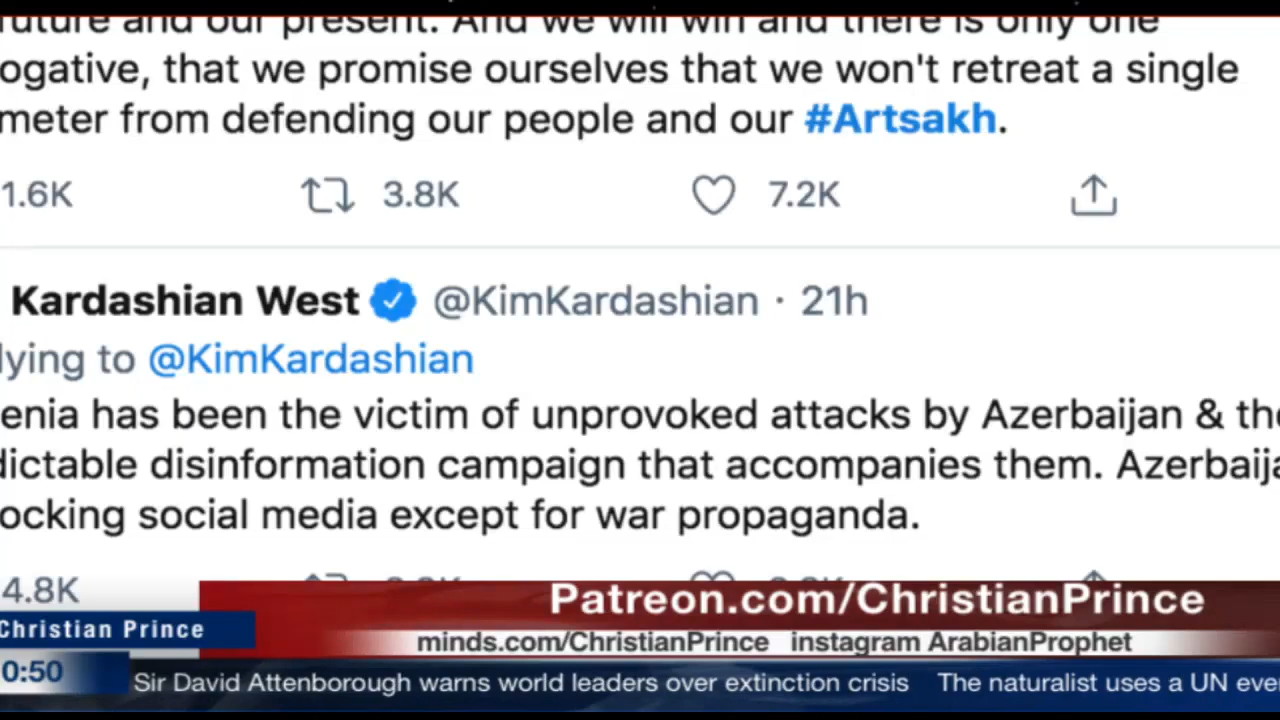 future and our present. And we will win and there is only one
ogative, that we promise ourselves that we won't retreat a single
meter from defending our people and our #Artsakh.
1.6K 3.8K 7.2K
Kardashian West @KimKardashian · 21h
lying to @KimKardashian
enia has been the victim of unprovoked attacks by Azerbaijan & the
dictable disinformation campaign that accompanies them. Azerbaija
ocking social media except for war propaganda.
4.8K
Patreon.com/ChristianPrince
Christian Prince
minds.com/ChristianPrince instagram ArabianProphet
0:50
Sir David Attenborough warns world leaders over extinction crisis The naturalist uses a UN eve